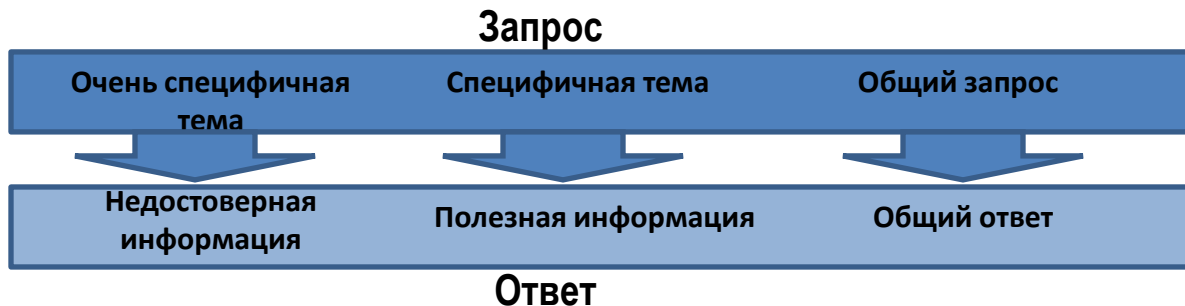 Запрос
Очень специфичная
тема
Специфичная тема
Общий запрос
Недостоверная
информация
Полезная информация
Общий ответ
Ответ